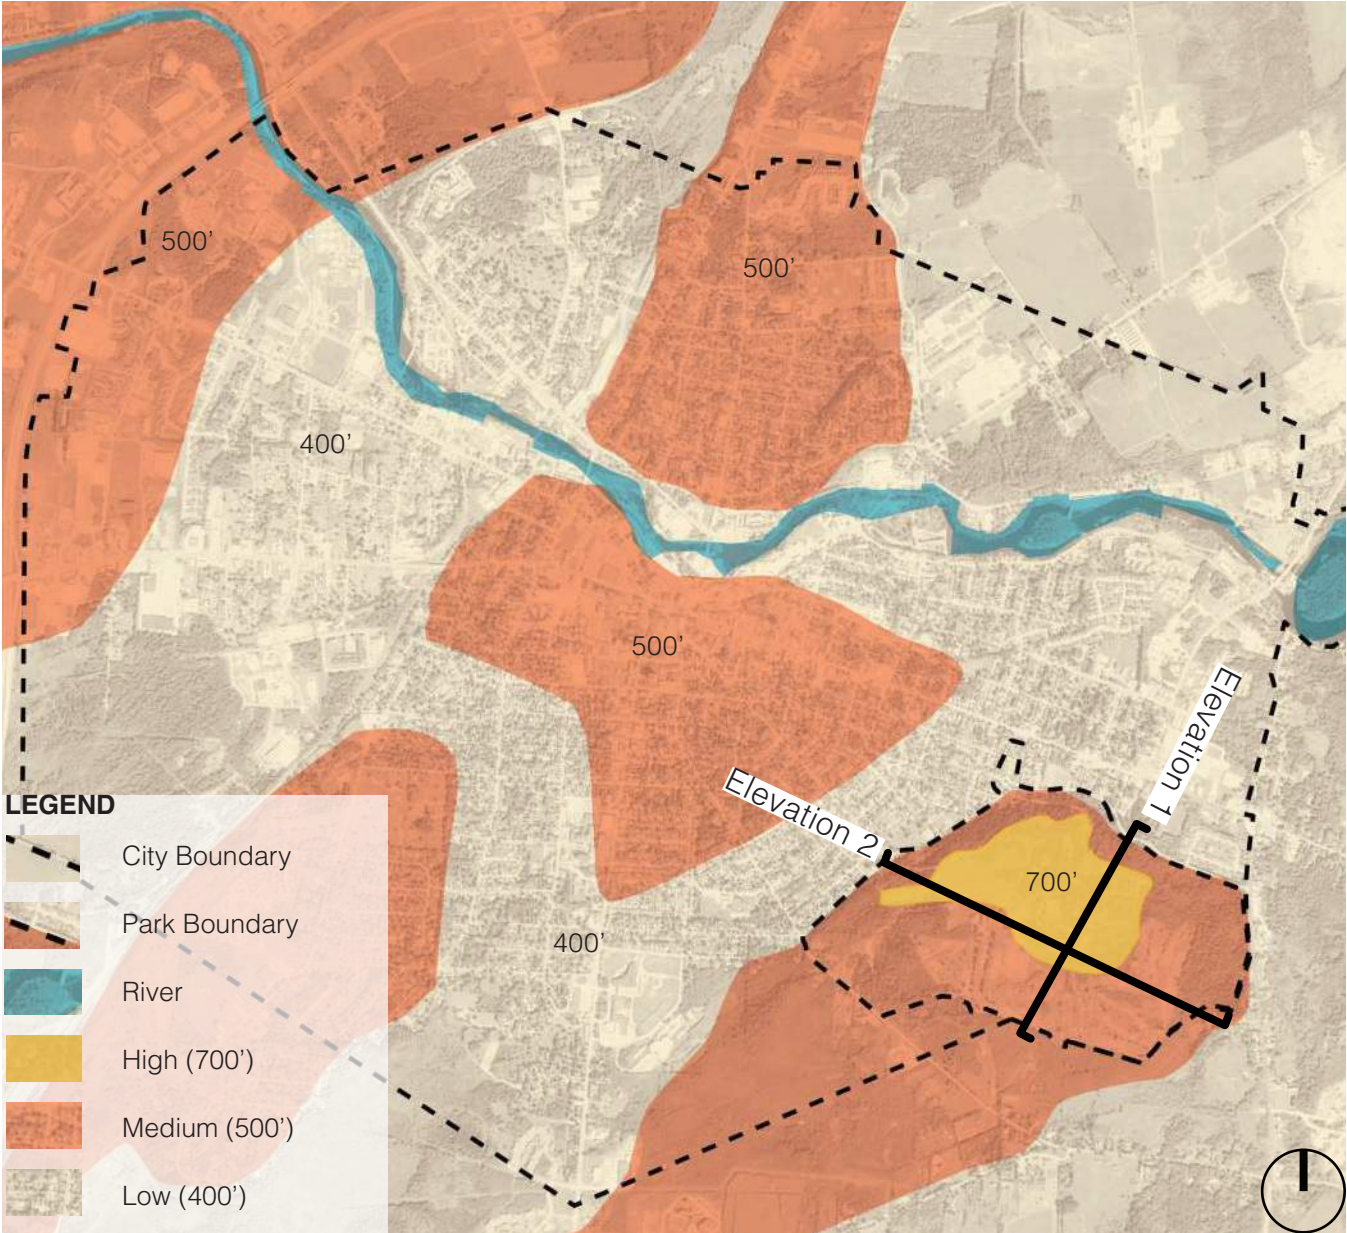 500’
500’
400’
500’
Elevation 1
Elevation 2
700’
400’
LEGEND
City Boundary
Park Boundary
River
High (700’)
Medium (500’)
Low (400’)